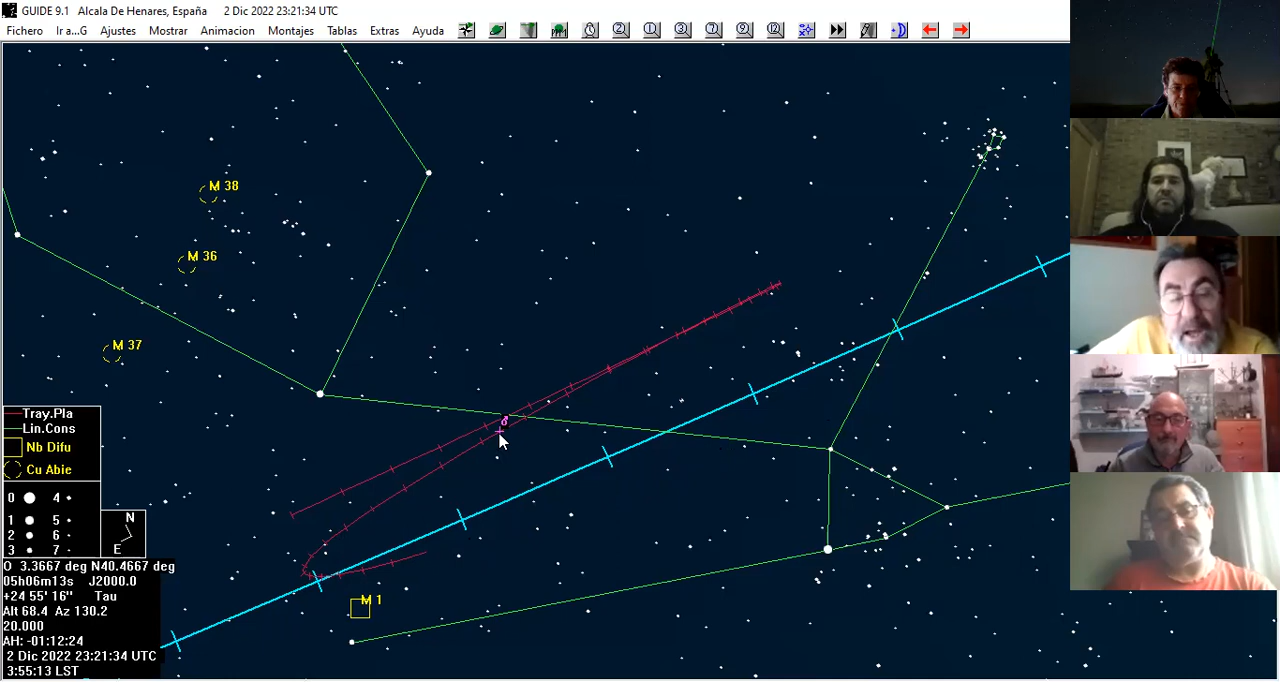 GUIDE 9.1 Alcala De Henares, España 2 Dic 2022 23:21:34 UTC
Fichero Ir a...G Ajustes Mostrar Animacion Montajes Tablas Extras Ayuda
M 38
M 36
M 37
M 1
Tray.Pla
Lin.Cons
Nb Difu
Cu Abie
0 4
1 5
2 6
3 7
N
E
O 3.3667 deg N40.4667 deg
05h06m13s J2000.0
+24 55' 16" Tau
Alt 68.4 Az 130.2
20.000
AH: -01:12:24
2 Dic 2022 23:21:34 UTC
3:55:13 LST